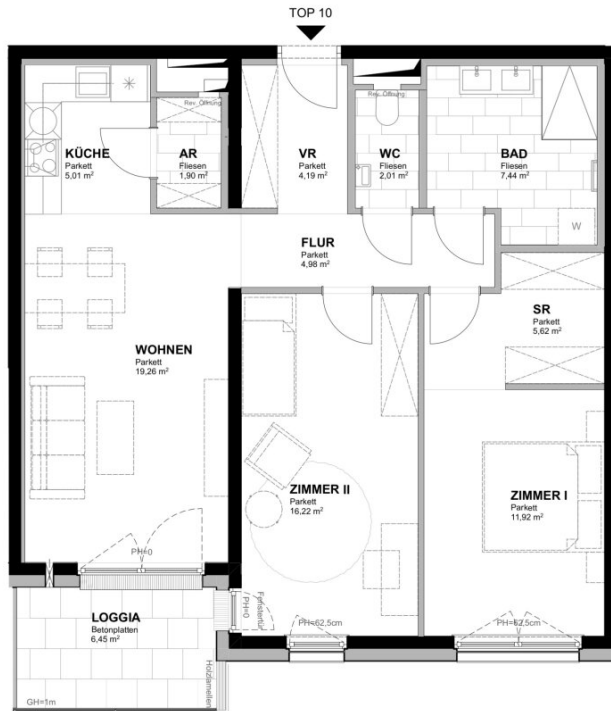 TOP 10
Rev. Öffnung
Rev. Öffnung
KÜCHE
Parkett
5,01 m²
AR
Fliesen
1,90 m²
VR
Parkett
4,19 m²
WC
Fliesen
2,01 m²
BAD
Fliesen
7,44 m²
W
FLUR
Parkett
4,98 m²
SR
Parkett
5,62 m²
WOHNEN
Parkett
19,26 m²
ZIMMER II
Parkett
16,22 m²
ZIMMER I
Parkett
11,92 m²
PH=0
LOGGIA
Betonplatten
6,45 m²
PH=0
Fenstertür
PH=62,5cm
PH=62,5cm
Holzlamellen
GH=1m